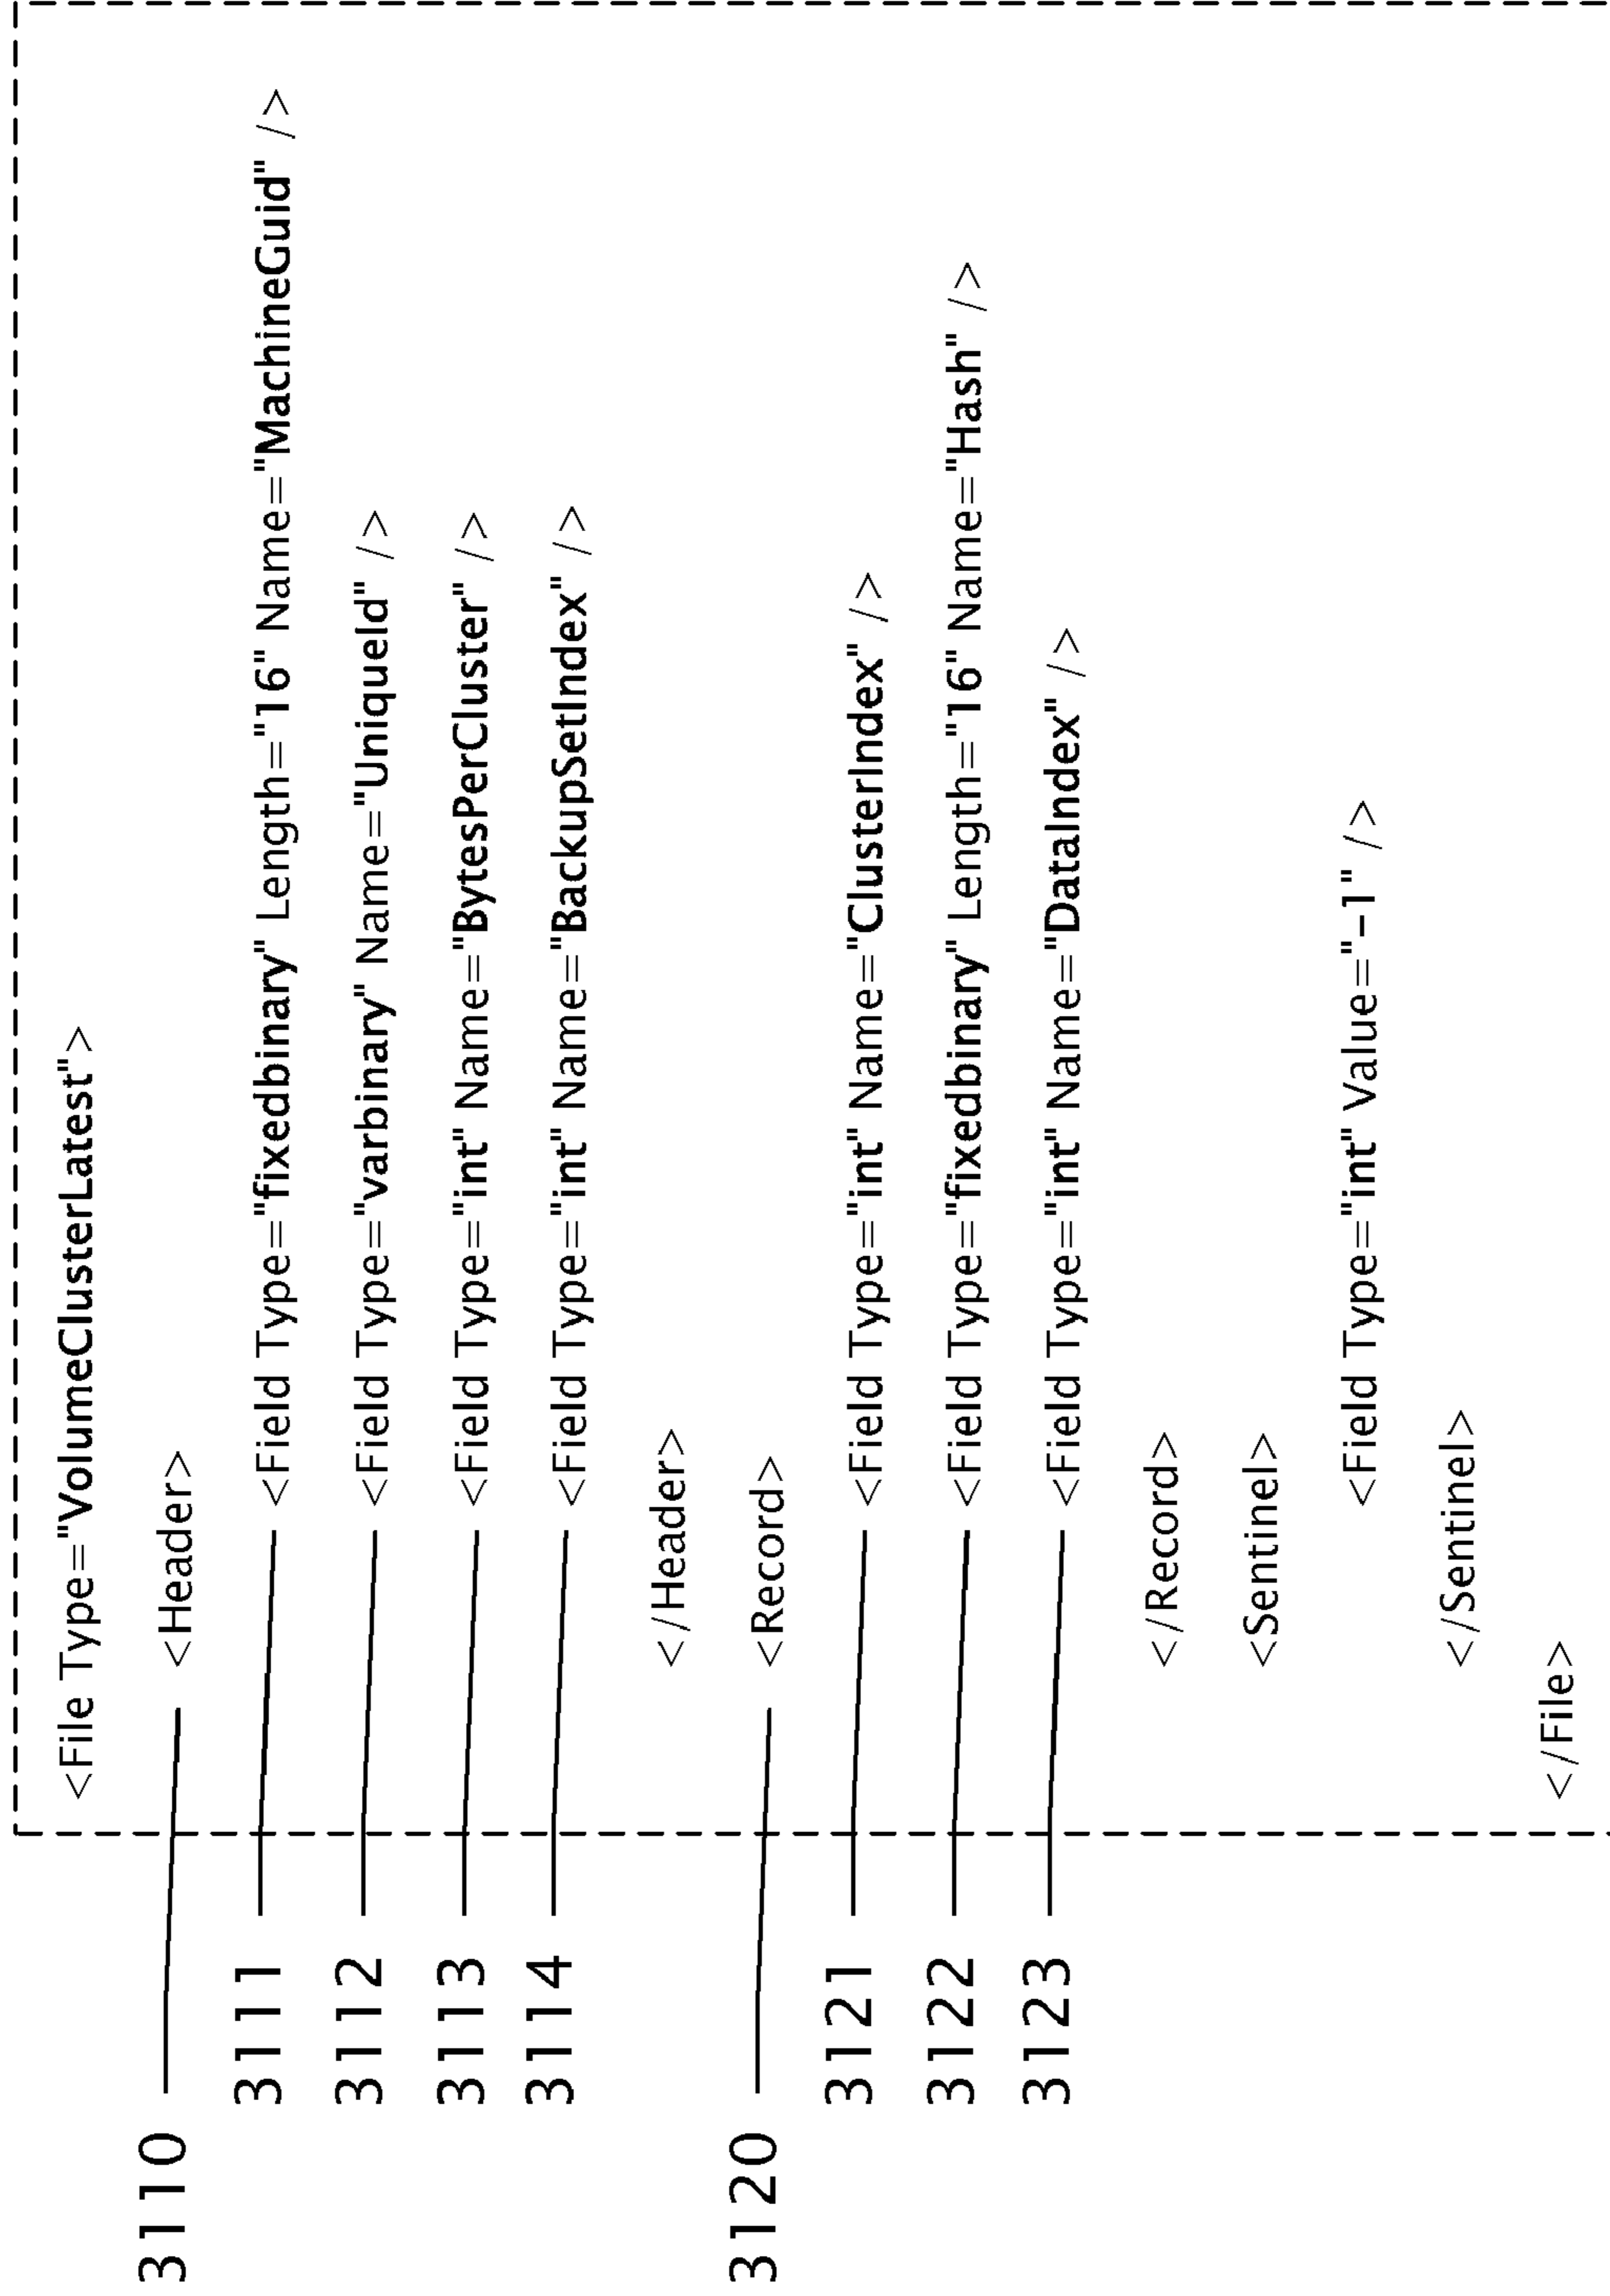 <File Type="VolumeClusterLatest">
3110 <Header>
3111 <Field Type="fixedbinary" Length="16" Name="MachineGuid" />
3112 <Field Type="varbinary" Name="UniqueId" />
3113 <Field Type="int" Name="BytesPerCluster" />
3114 <Field Type="int" Name="BackupSetIndex" />
</Header>
3120 <Record>
3121 <Field Type="int" Name="ClusterIndex" />
3122 <Field Type="fixedbinary" Length="16" Name="Hash" />
3123 <Field Type="int" Name="DataIndex" />
</Record>
<Sentinel>
<Field Type="int" Value="-1" />
</Sentinel>
</File>